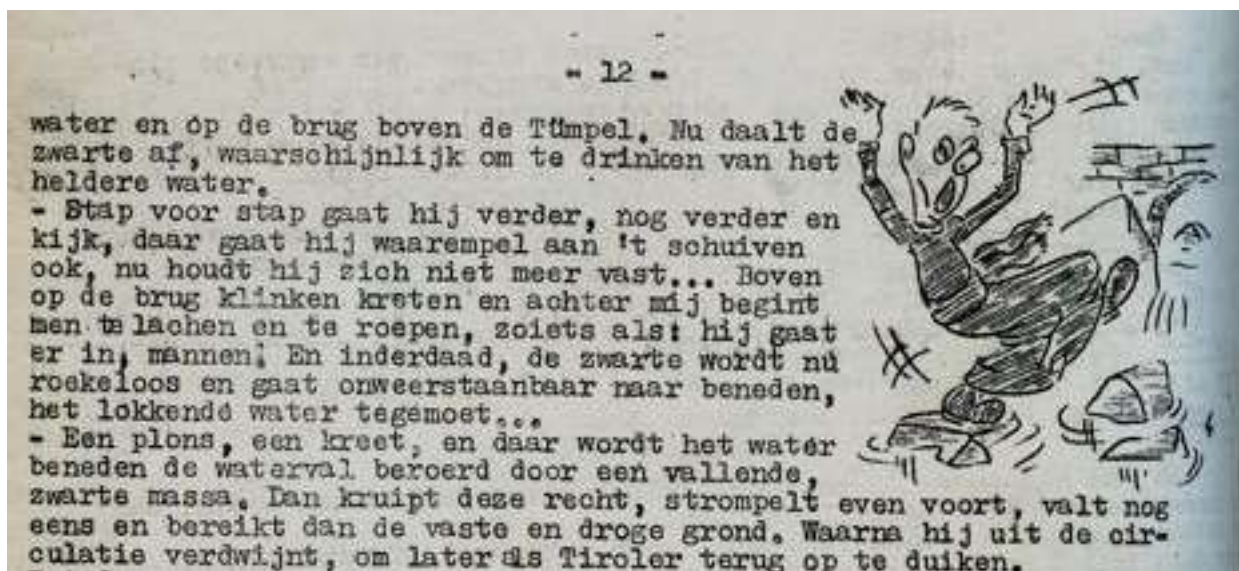 - 12 -
water en op de brug boven de Tümpel. Nu daalt de
zwarte af, waarschijnlijk om te drinken van het
heldere water.
- Stap voor stap gaat hij verder, nog verder en
kijk, daar gaat hij waarempel aan 't schuiven
ook, nu houdt hij zich niet meer vast... Boven
op de brug klinken kreten en achter mij begint
men te lachen en te roepen, zoiets als: hij gaat
er in, mannen! En inderdaad, de zwarte wordt nu
roekeloos en gaat onweerstaanbaar naar beneden,
het lokkende water tegemoet...
- Een plons, een kreet, en daar wordt het water
beneden de waterval beroerd door een vallende,
zwarte massa. Dan kruipt deze recht, strompelt even voort, valt nog
eens en bereikt dan de vaste en droge grond. Waarna hij uit de cir-
culatie verdwijnt, om later als Tiroler terug op te duiken.